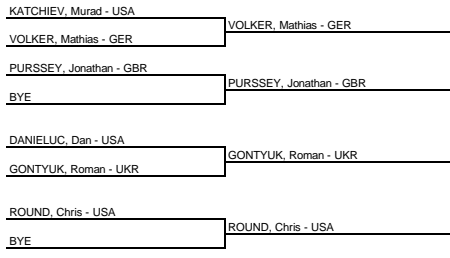 KATCHIEV, Murad - USA
VOLKER, Mathias - GER
VOLKER, Mathias - GER
PURSSEY, Jonathan - GBR
PURSSEY, Jonathan - GBR
BYE
DANIELUC, Dan - USA
GONTYUK, Roman - UKR
GONTYUK, Roman - UKR
ROUND, Chris - USA
ROUND, Chris - USA
BYE